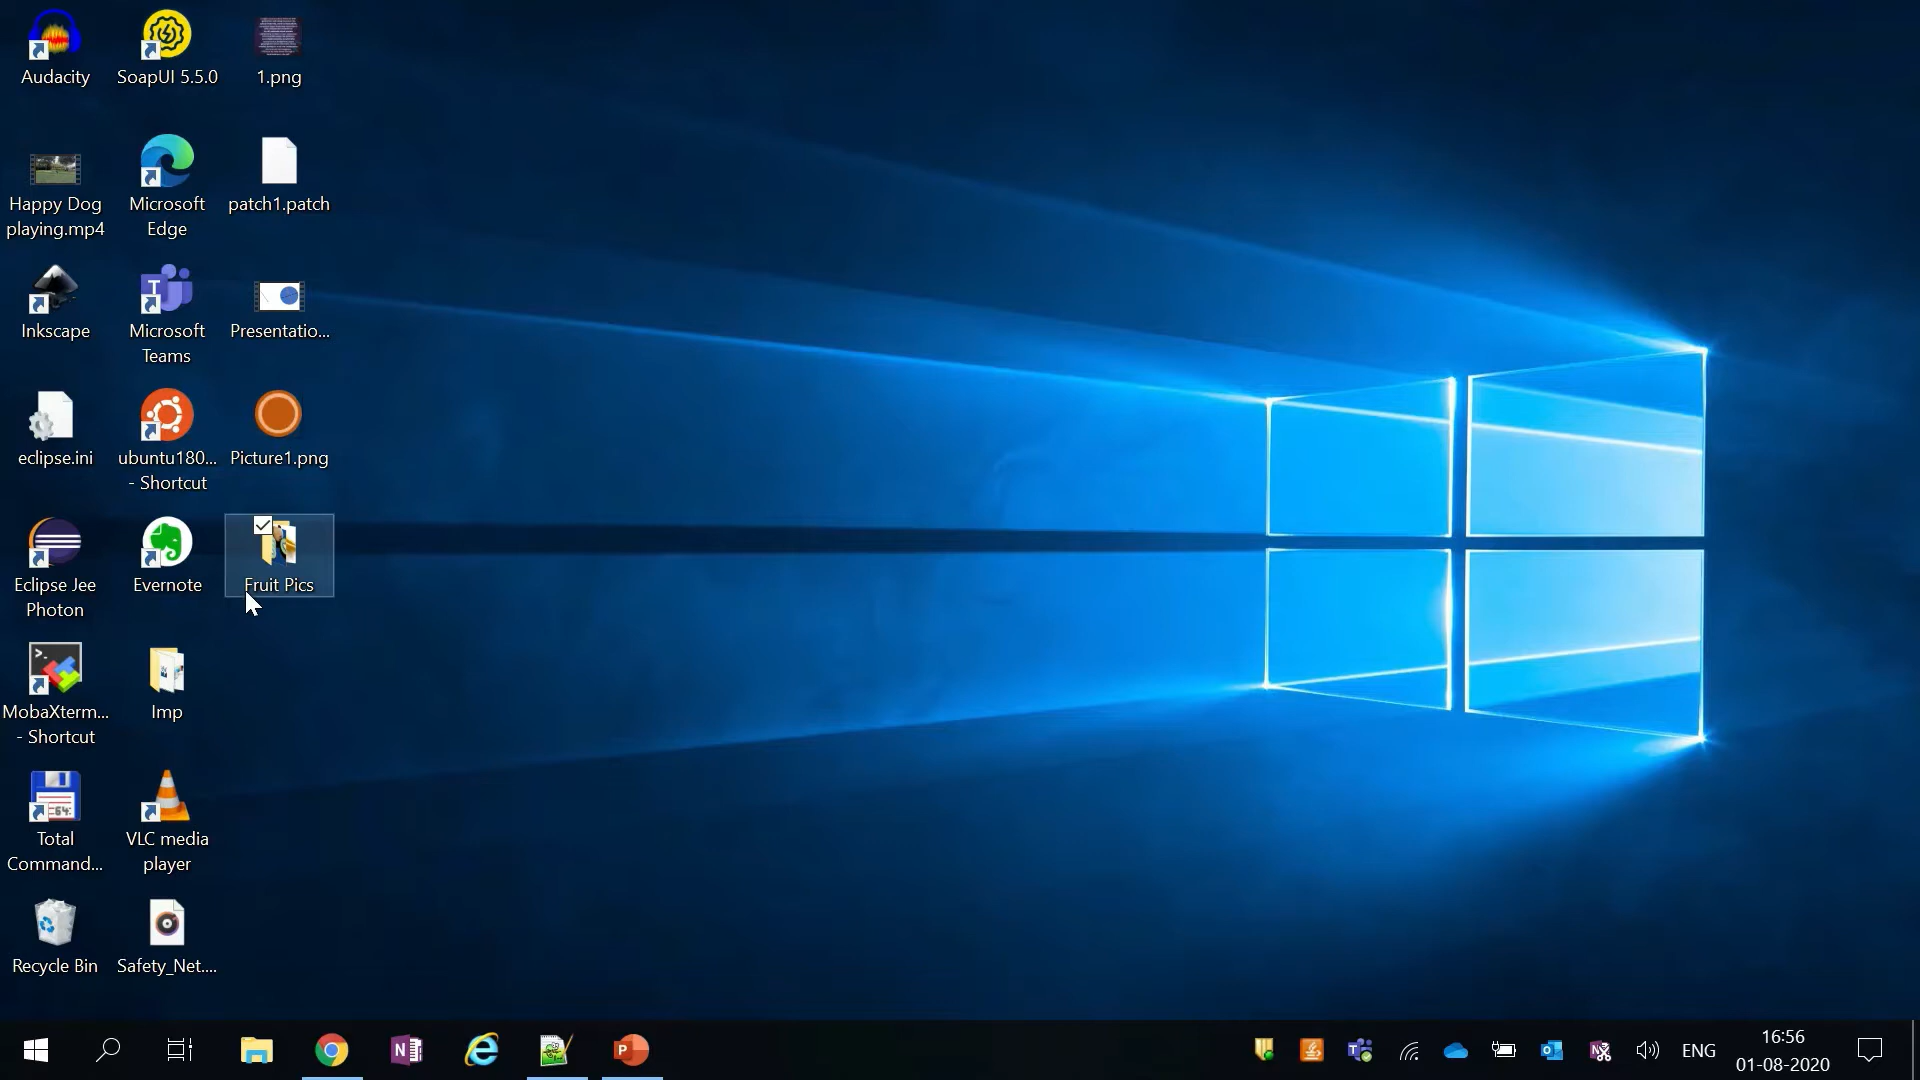 Audacity
SoapUI 5.5.0
1.png
Happy Dog
playing.mp4
Microsoft
Edge
patch1.patch
Inkscape
Microsoft
Teams
Presentatio...
eclipse.ini
ubuntu180...
- Shortcut
Picture1.png
Eclipse Jee
Photon
Evernote
Fruit Pics
MobaXterm...
- Shortcut
Imp
Total
Command...
VLC media
player
Recycle Bin
Safety_Net....
ENG
16:56
01-08-2020